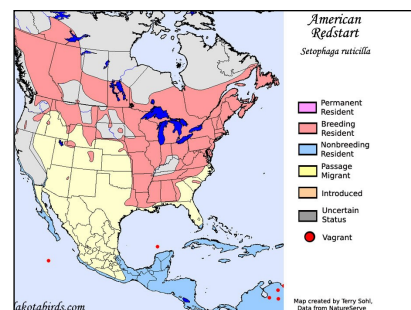 American
Redstart
Setophaga ruticilla
Permanent
Resident
Breeding
Resident
Nonbreeding
Resident
Passage
Migrant
Introduced
Uncertain
Status
Vagrant
Map created by Terry Sohl,
Data from NatureServe
lakotabirds.com